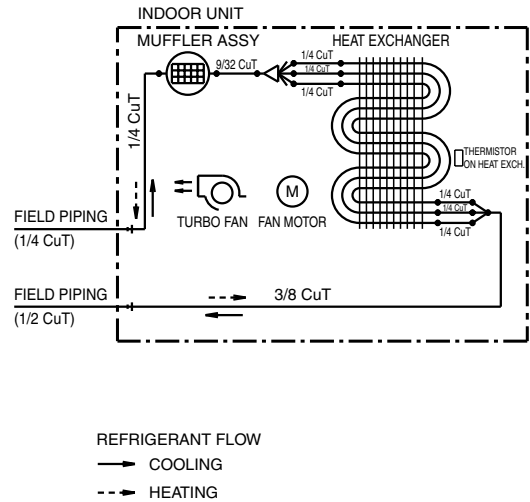 INDOOR UNIT
MUFFLER ASSY
HEAT EXCHANGER
9/32 CuT
1/4 CuT
1/4 CuT
1/4 CuT
1/4 CuT
THERMISTOR
ON HEAT EXCH.
M
TURBO FAN
FAN MOTOR
1/4 CuT
1/4 CuT
1/4 CuT
FIELD PIPING
(1/4 CuT)
FIELD PIPING
(1/2 CuT)
3/8 CuT
REFRIGERANT FLOW
COOLING
HEATING